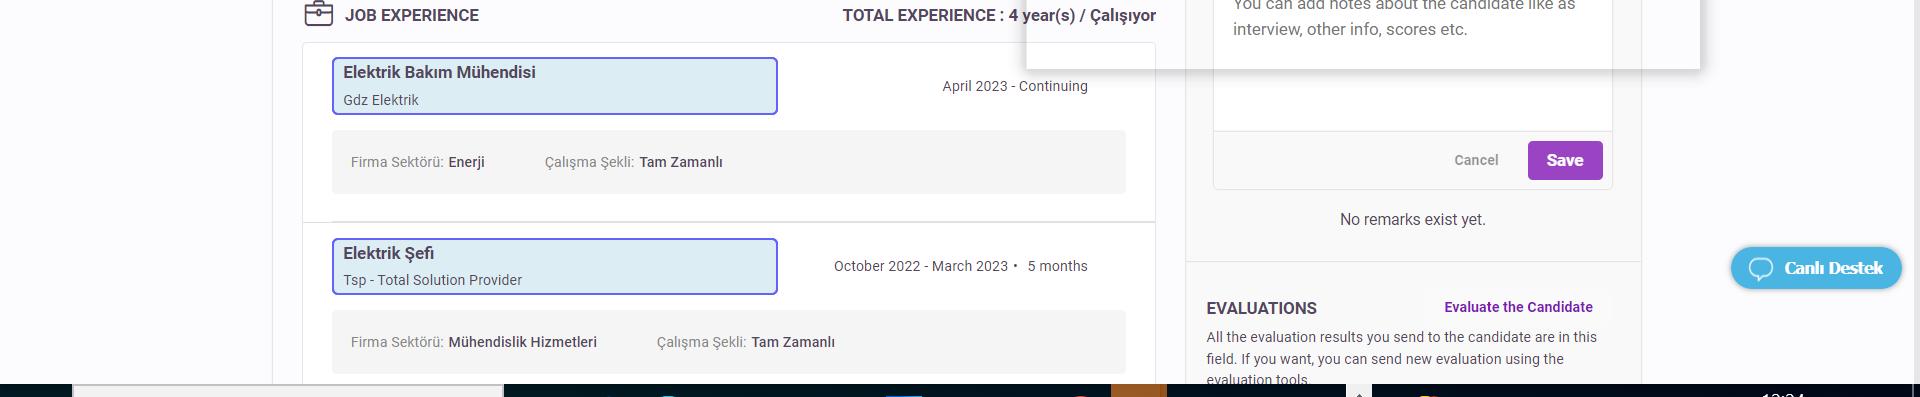 JOB EXPERIENCE
TOTAL EXPERIENCE : 4 year(s) / Çalışıyor
Elektrik Bakım Mühendisi
Gdz Elektrik
April 2023 - Continuing
Firma Sektörü: Enerji
Çalışma Şekli: Tam Zamanlı
Elektrik Şefi
Tsp - Total Solution Provider
October 2022 - March 2023 • 5 months
Firma Sektörü: Mühendislik Hizmetleri
Çalışma Şekli: Tam Zamanlı
You can add notes about the candidate like as
interview, other info, scores etc.
Cancel
Save
No remarks exist yet.
EVALUATIONS
Evaluate the Candidate
All the evaluation results you send to the candidate are in this
field. If you want, you can send new evaluation using the
evaluation tools.
Canlı Destek